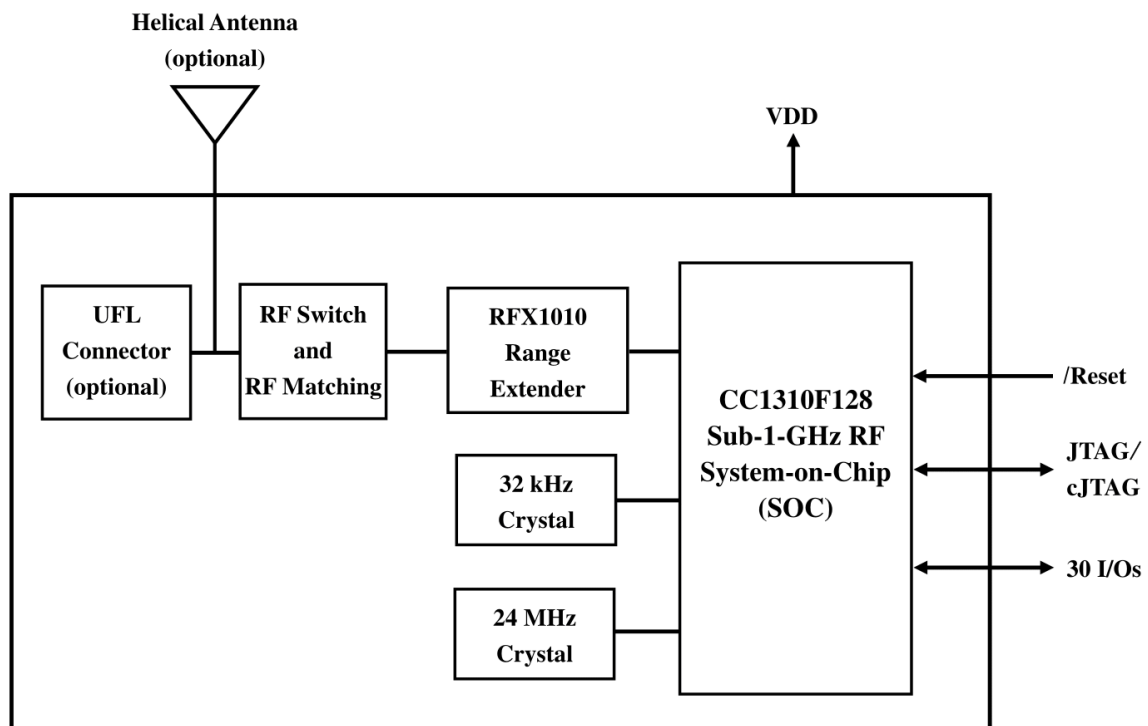 Helical Antenna
(optional)
VDD
UFL
Connector
(optional)
RF Switch
and
RF Matching
RFX1010
Range
Extender
CC1310F128
Sub-1-GHz RF
System-on-Chip
(SOC)
32 kHz
Crystal
24 MHz
Crystal
/Reset
JTAG/
cJTAG
30 I/Os